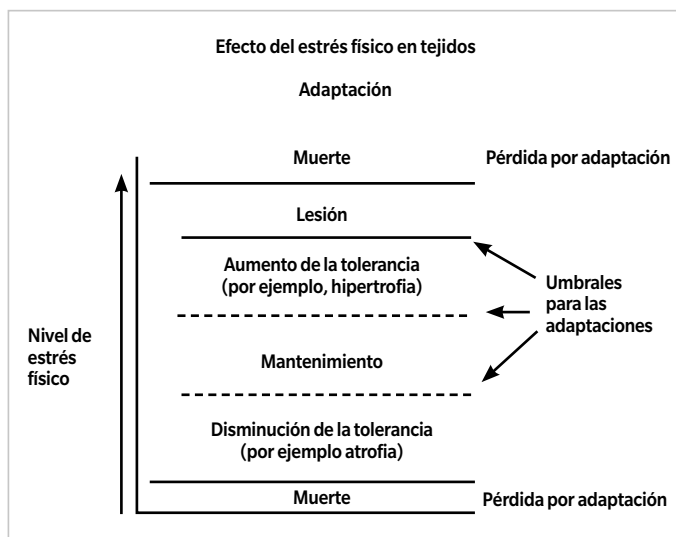 Efecto del estrés físico en tejidos
Adaptación
Muerte
Pérdida por adaptación
Lesión
Aumento de la tolerancia
(por ejemplo, hipertrofia)
Umbrales
para las
adaptaciones
Nivel de
estrés
físico
Mantenimiento
Disminución de la tolerancia
(por ejemplo atrofia)
Muerte
Pérdida por adaptación